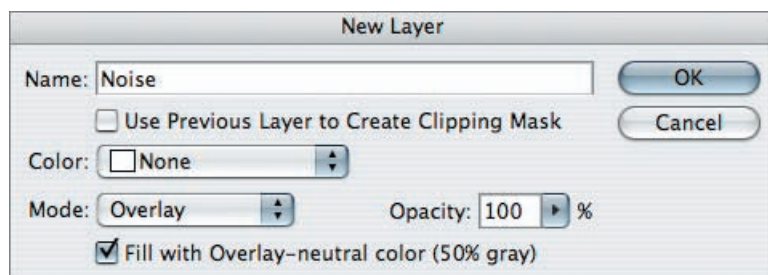 New Layer
Name: Noise
OK
Use Previous Layer to Create Clipping Mask
Cancel
Color: None
Mode: Overlay Opacity: 100 %
Fill with Overlay-neutral color (50% gray)